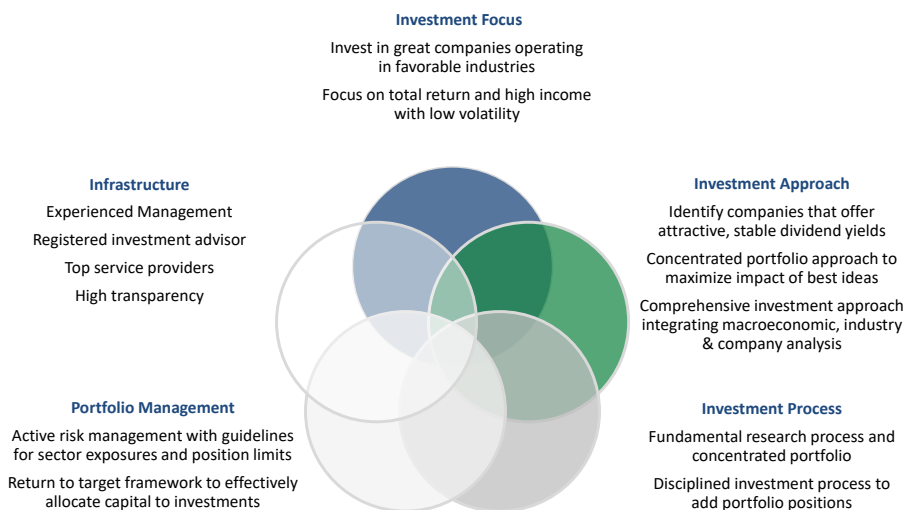 Investment Focus
Invest in great companies operating
in favorable industries
Focus on total return and high income
with low volatility
Infrastructure
Experienced Management
Registered investment advisor
Top service providers
High transparency
Investment Approach
Identify companies that offer
attractive, stable dividend yields
Concentrated portfolio approach to
maximize impact of best ideas
Comprehensive investment approach
integrating macroeconomic, industry
& company analysis
Portfolio Management
Active risk management with guidelines
for sector exposures and position limits
Return to target framework to effectively
allocate capital to investments
Investment Process
Fundamental research process and
concentrated portfolio
Disciplined investment process to
add portfolio positions